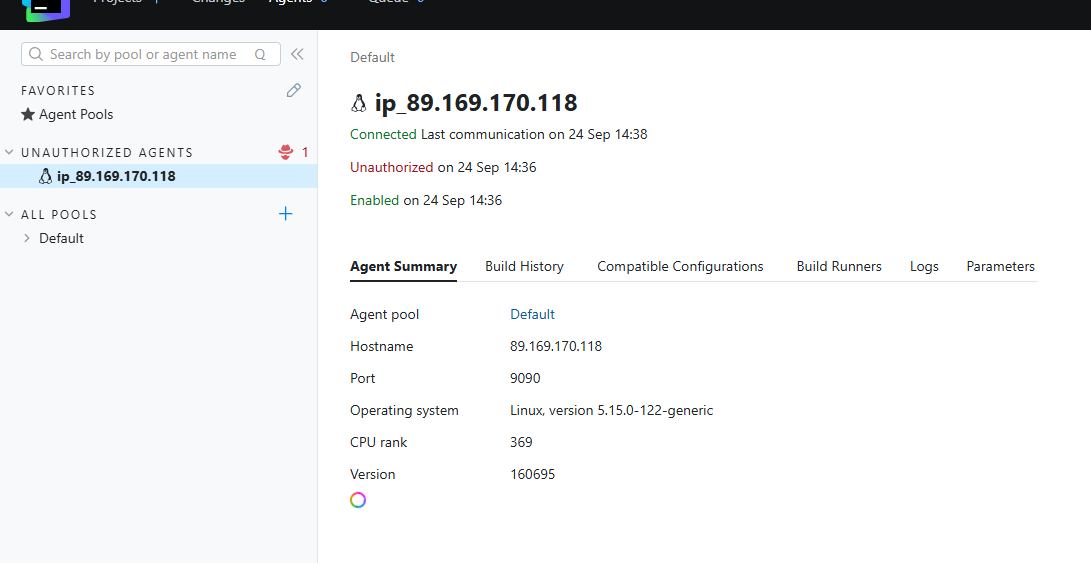 Projects
Changes
Agents
Queue
Search by pool or agent name
FAVORITES
Agent Pools
UNAUTHORIZED AGENTS 1
ip_89.169.170.118
ALL POOLS
Default
Default
ip_89.169.170.118
Connected Last communication on 24 Sep 14:38
Unauthorized on 24 Sep 14:36
Enabled on 24 Sep 14:36
Agent Summary Build History Compatible Configurations Build Runners Logs Parameters
Agent pool Default
Hostname 89.169.170.118
Port 9090
Operating system Linux, version 5.15.0-122-generic
CPU rank 369
Version 160695